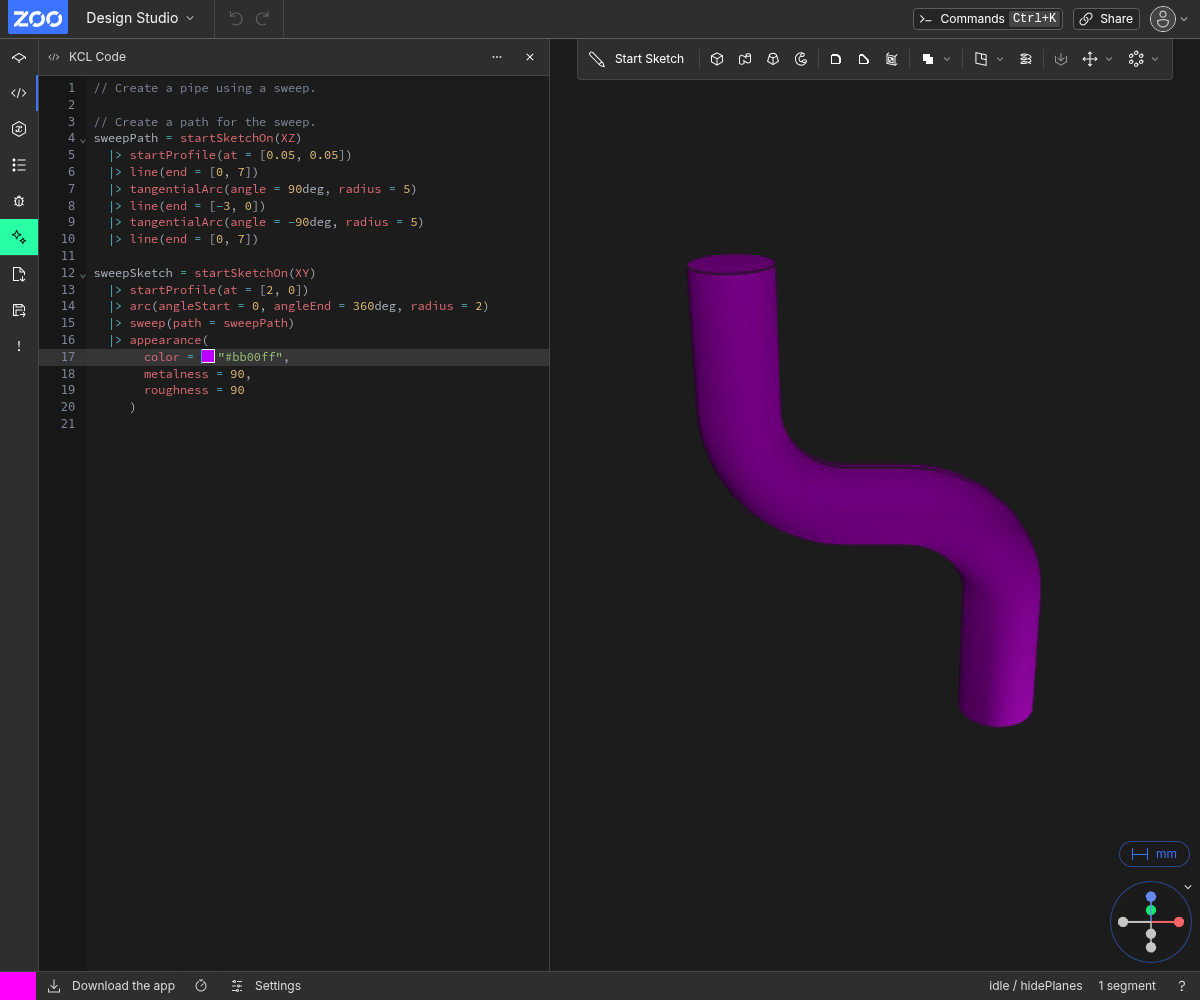 ZOO
Design Studio
Commands Ctrl+K
Share
KCL Code
Start Sketch
1 // Create a pipe using a sweep.
2
3 // Create a path for the sweep.
4 sweepPath = startSketchOn(XZ)
5 |> startProfile(at = [0.05, 0.05])
6 |> line(end = [0, 7])
7 |> tangentialArc(angle = 90deg, radius = 5)
8 |> line(end = [-3, 0])
9 |> tangentialArc(angle = -90deg, radius = 5)
10 |> line(end = [0, 7])
11
12 sweepSketch = startSketchOn(XY)
13 |> startProfile(at = [2, 0])
14 |> arc(angleStart = 0, angleEnd = 360deg, radius = 2)
15 |> sweep(path = sweepPath)
16 |> appearance(
17 color = "#bb00ff",
18 metalness = 90,
19 roughness = 90
20 )
21
mm
Download the app
Settings
idle / hidePlanes
1 segment
?